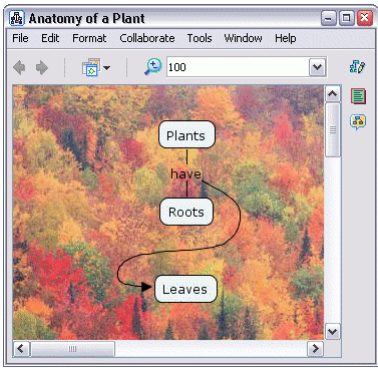 Anatomy of a Plant
File Edit Format Collaborate Tools Window Help
100
Plants
have
Roots
Leaves